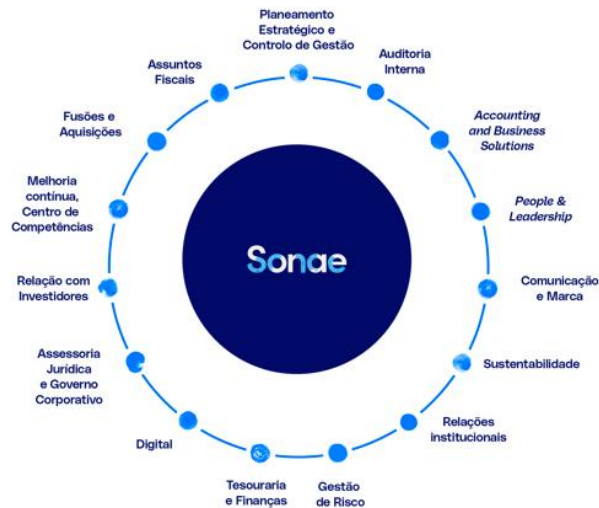 Planeamento
Estratégico e
Controlo de Gestão
Auditoria
Interna
Accounting
and Business
Solutions
People &
Leadership
Comunicação
e Marca
Sustentabilidade
Relações
institucionais
Gestão
de Risco
Tesouraria
e Finanças
Digital
Assessoria
Jurídica
e Governo
Corporativo
Relação com
Investidores
Melhoria
contínua,
Centro de
Competências
Fusões e
Aquisições
Assuntos
Fiscais
Sonae